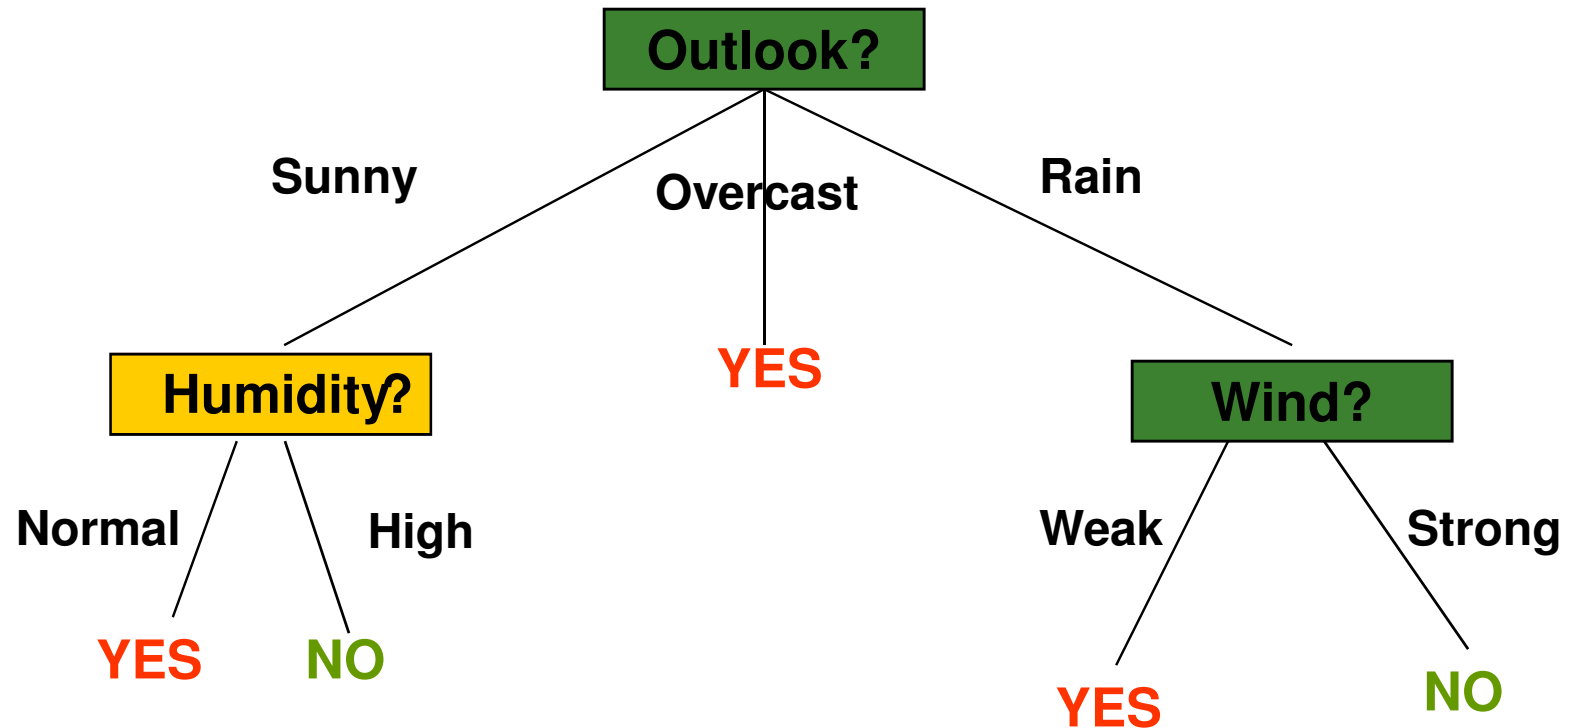 Outlook?
Sunny
Overcast
Rain
Humidity?
YES
Wind?
Normal
High
Weak
Strong
YES
NO
YES
NO